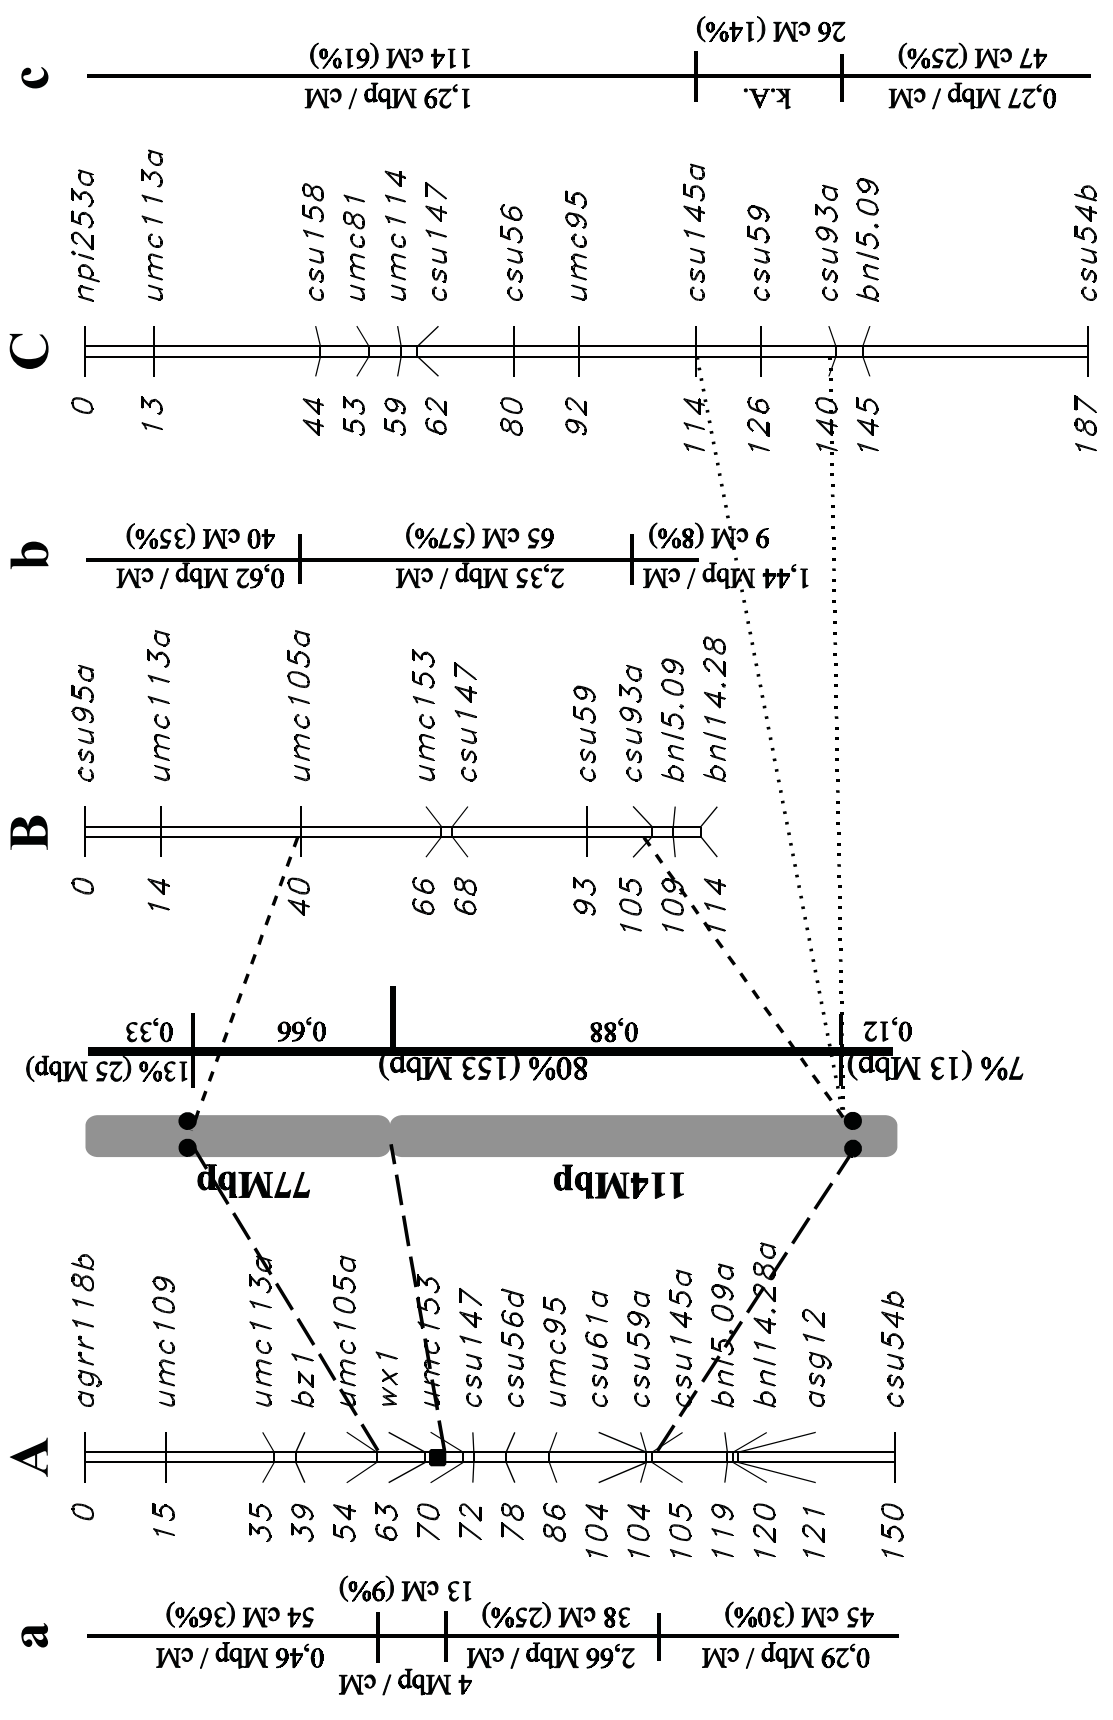 a
0,46 Mbp / cM
54 cM (36%)
4 Mbp / cM
13 cM (9%)
2,66 Mbp / cM
38 cM (25%)
0,29 Mbp / cM
45 cM (30%)
A
0 agrr118b
15 umc109
35 umc113a
39 bz1
54 umc105a
63 wx1
70 umc153
72 csu147
78 csu56d
86 umc95
104 csu61a
104 csu59a
105 csu145a
119 bnl5.09a
120 bnl14.28a
121 asg12
150 csu54b
77Mbp
114Mbp
13% (25 Mbp)
0,33
0,66
80% (153 Mbp)
0,88
7% (13 Mbp)
0,12
B
0 csu95a
14 umc113a
40 umc105a
66 umc153
68 csu147
93 csu59
105 csu93a
109 bnl5.09
114 bnl14.28
b
0,62 Mbp / cM
40 cM (35%)
2,35 Mbp / cM
65 cM (57%)
1,44 Mbp / cM
9 cM (8%)
C
0 npi253a
13 umc113a
44 csu158
53 umc81
59 umc114
62 csu147
80 csu56
92 umc95
114 csu145a
126 csu59
140 csu93a
145 bnl5.09
187 csu54b
c
1,29 Mbp / cM
114 cM (61%)
k.A.
26 cM (14%)
0,27 Mbp / cM
47 cM (25%)